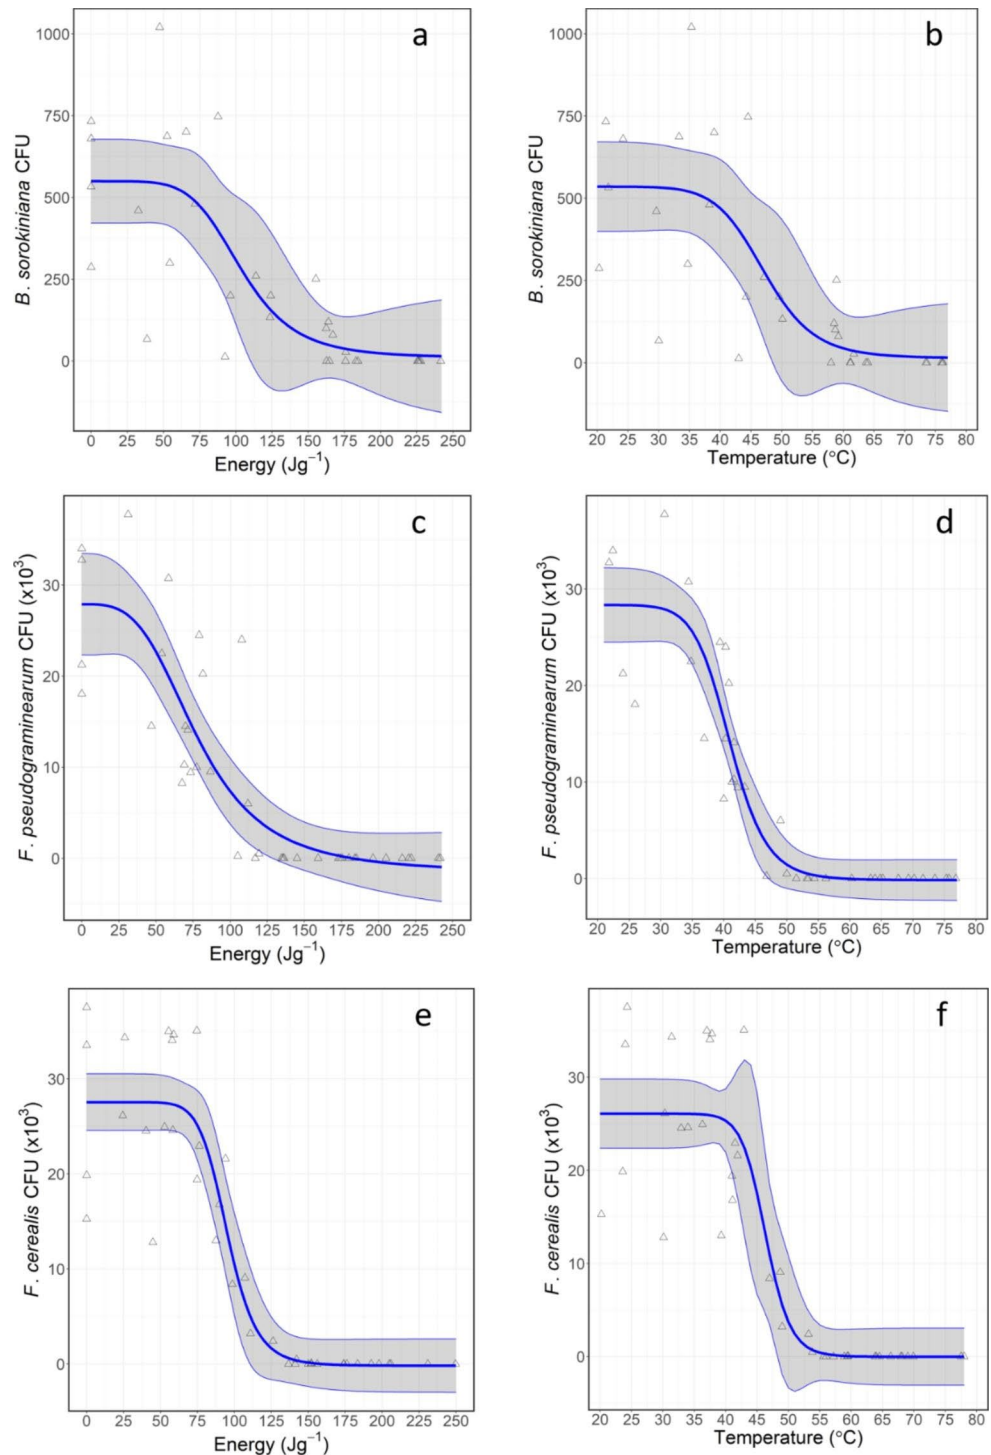 a
1000
750
500
250
0
B. sorokiniana CFU
0 25 50 75 100 125 150 175 200 225 250
Energy (Jg⁻¹)
b
1000
750
500
250
0
B. sorokiniana CFU
20 25 30 35 40 45 50 55 60 65 70 75 80
Temperature (°C)
c
30
20
10
0
F. pseudograminearum CFU (x10³)
0 25 50 75 100 125 150 175 200 225 250
Energy (Jg⁻¹)
d
30
20
10
0
F. pseudograminearum CFU (x10³)
20 25 30 35 40 45 50 55 60 65 70 75 80
Temperature (°C)
e
30
20
10
0
F. cerealis CFU (x10³)
0 25 50 75 100 125 150 175 200 225 250
Energy (Jg⁻¹)
f
30
20
10
0
F. cerealis CFU (x10³)
20 25 30 35 40 45 50 55 60 65 70 75 80
Temperature (°C)